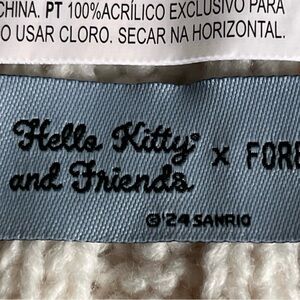 CHINA. PT 100%ACRÍLICO EXCLUSIVO PARA
O USAR CLORO. SECAR NA HORIZONTAL.
Hello Kitty® x FORE
and Friends
©'24 SANRIO